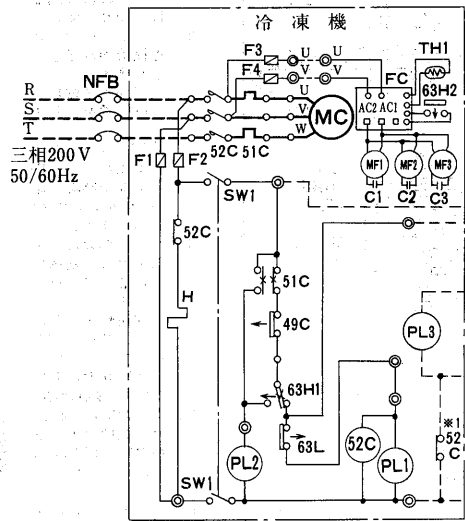 冷凍機
F3 U U
F4 V V
TH1
FC
63H2
AC2 AC1
R
S
T
NFB
U
V
W
MC
52C 51C
F1 F2
三相200V
50/60Hz
MF1 MF2 MF3
C1 C2 C3
SW1
52C
51C
H
49C
PL3
63H1
※1
52
C
63L
52C
PL2
PL1
SW1